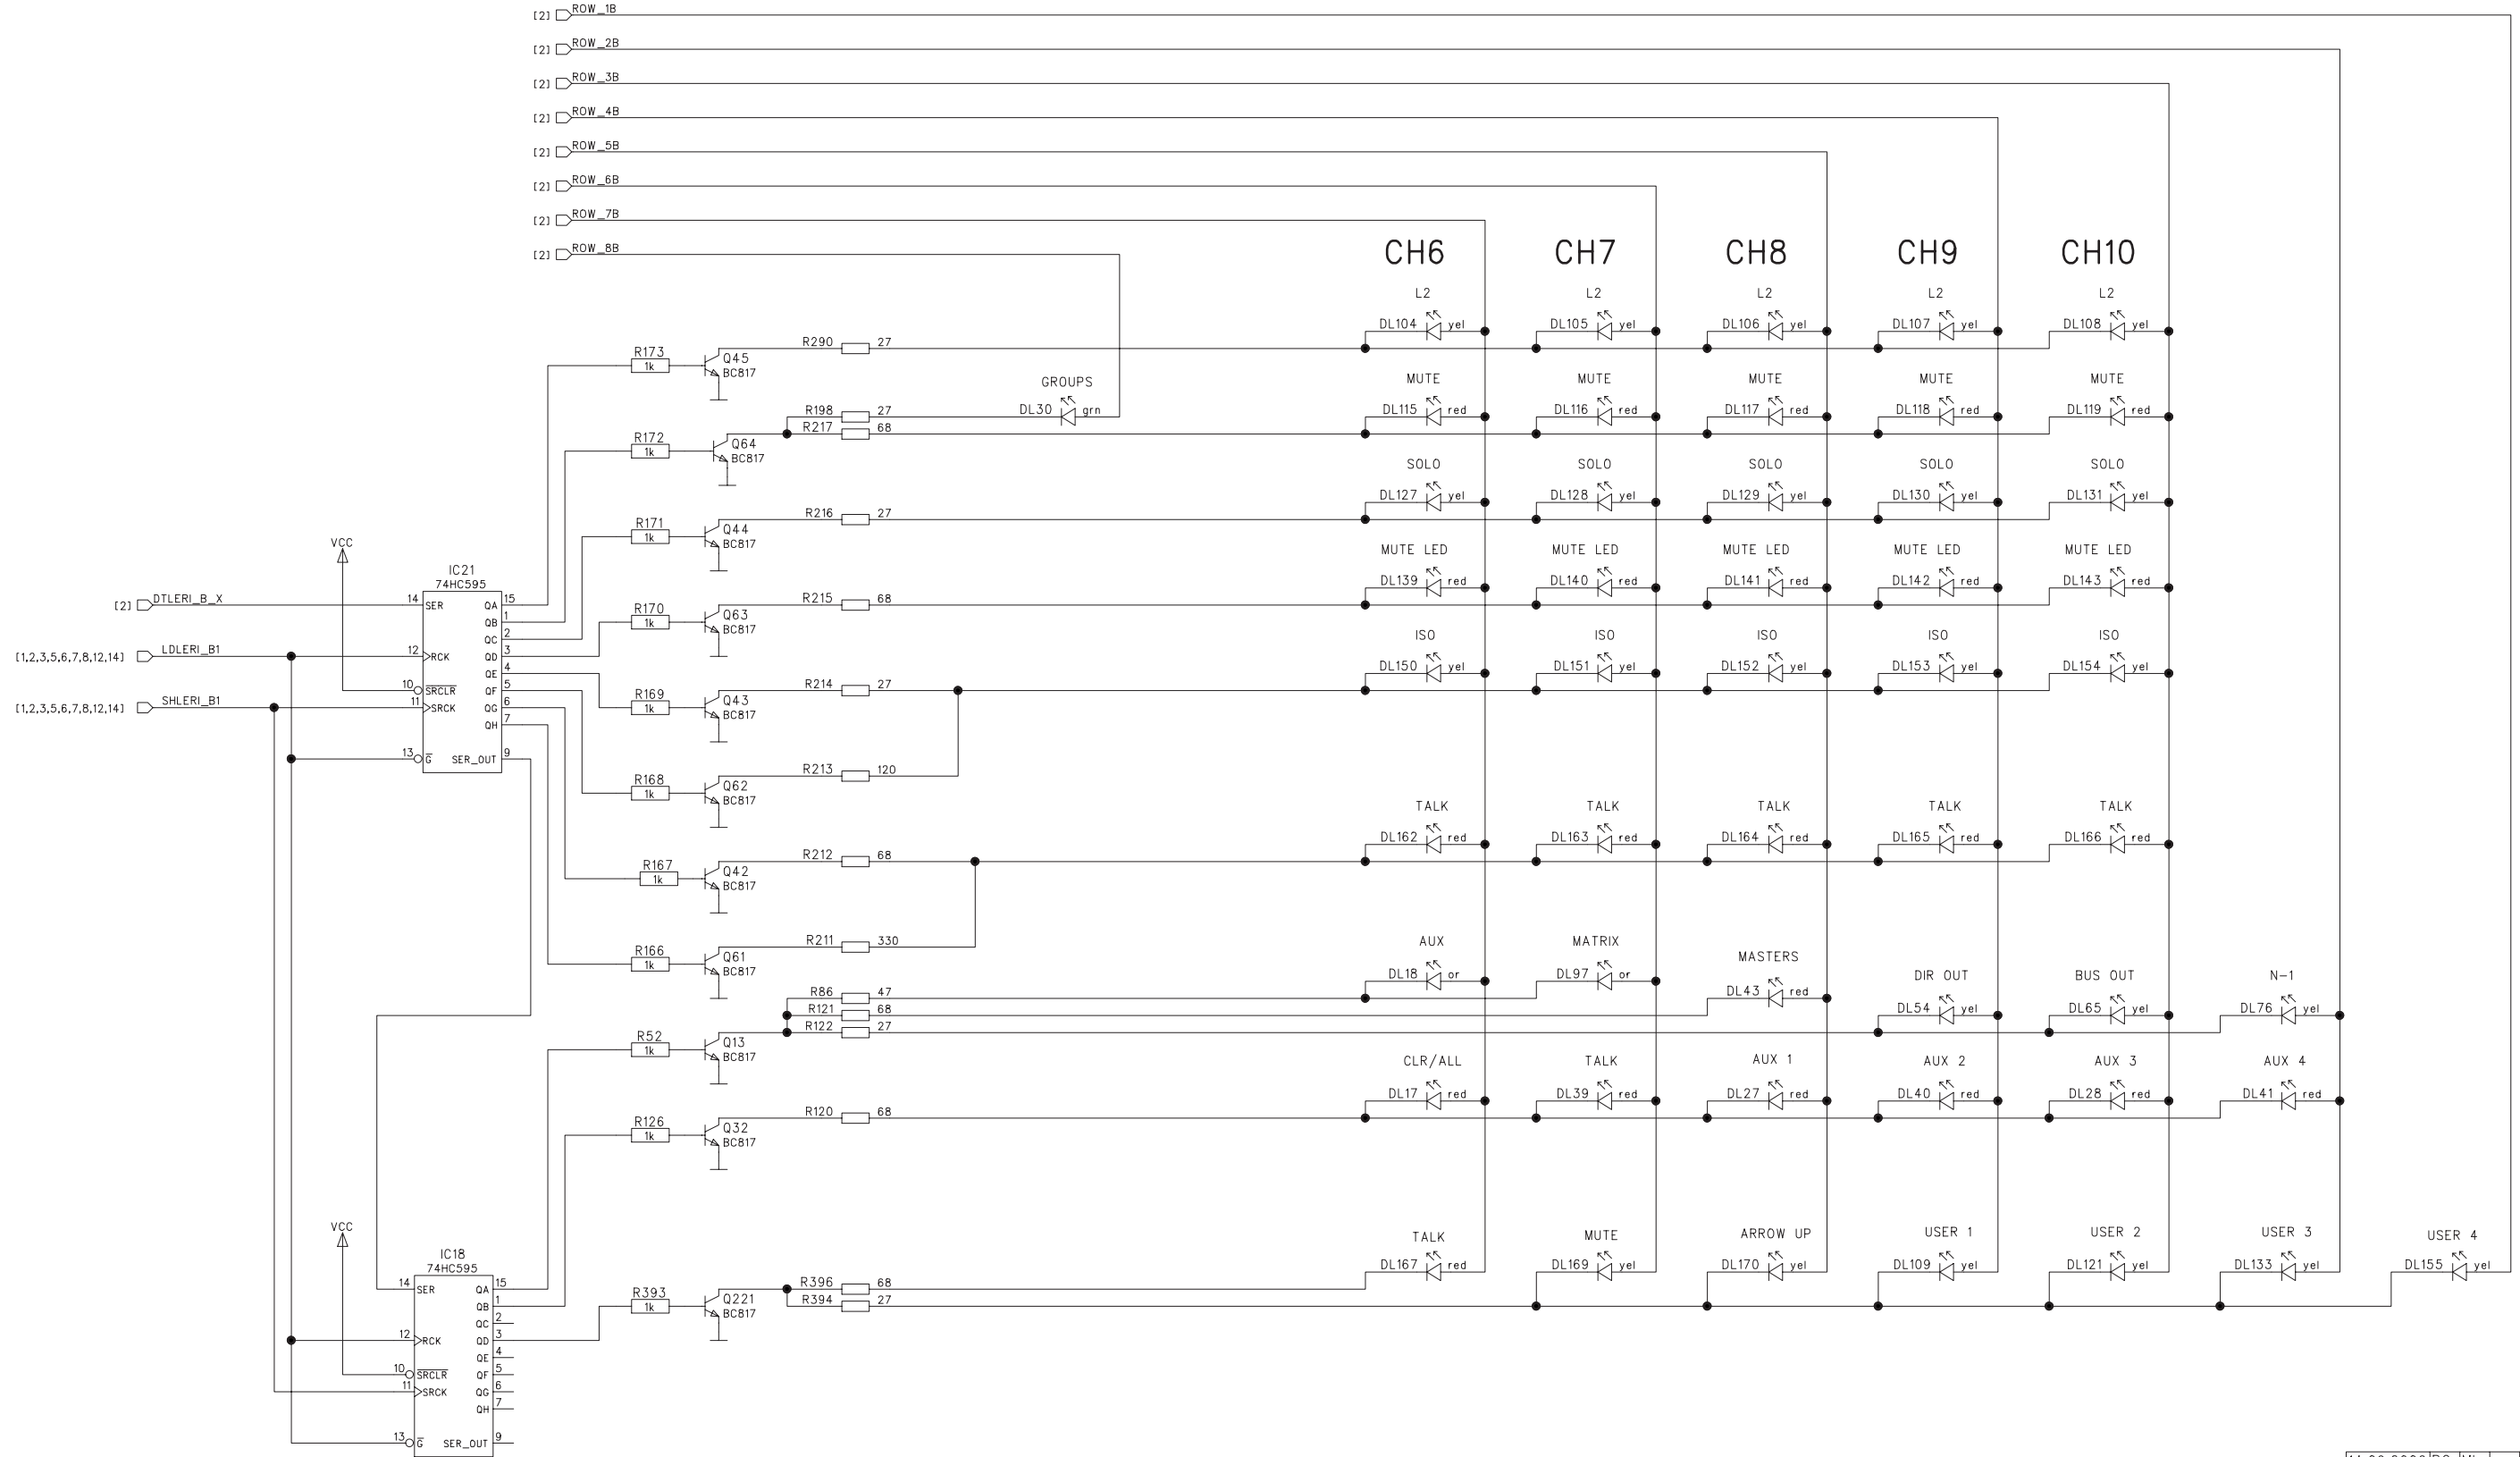 [2] ROW_1B
[2] ROW_2B
[2] ROW_3B
[2] ROW_4B
[2] ROW_5B
[2] ROW_6B
[2] ROW_7B
[2] ROW_8B
CH6 CH7 CH8 CH9 CH10
L2 L2 L2 L2 L2
DL104 yel DL105 yel DL106 yel DL107 yel DL108 yel
R173 1k Q45 BC817 R290 27
GROUPS MUTE MUTE MUTE MUTE MUTE
R198 27 DL30 grn DL115 red DL116 red DL117 red DL118 red DL119 red
R172 1k Q64 BC817 R217 68
SOLO SOLO SOLO SOLO SOLO
DL127 yel DL128 yel DL129 yel DL130 yel DL131 yel
R171 1k Q44 BC817 R216 27
MUTE LED MUTE LED MUTE LED MUTE LED MUTE LED
DL139 red DL140 red DL141 red DL142 red DL143 red
R170 1k Q63 BC817 R215 68
ISO ISO ISO ISO ISO
DL150 yel DL151 yel DL152 yel DL153 yel DL154 yel
R169 1k Q43 BC817 R214 27
R168 1k Q62 BC817 R213 120
TALK TALK TALK TALK TALK
DL162 red DL163 red DL164 red DL165 red DL166 red
R167 1k Q42 BC817 R212 68
R166 1k Q61 BC817 R211 330
VCC
IC21
74HC595
[2] DTLERI_B_X 14 SER QA 15
QB 1
QC 2
[1,2,3,5,6,7,8,12,14] LDLERI_B1 12 RCK QD 3
QE 4
10 SRCLR QF 5
[1,2,3,5,6,7,8,12,14] SHLERI_B1 11 SRCK QG 6
QH 7
13 G SER_OUT 9
AUX MATRIX MASTERS DIR OUT BUS OUT N-1
DL18 or DL97 or DL43 red DL54 yel DL65 yel DL76 yel
R86 47
R121 68
R122 27
R52 1k Q13 BC817
CLR/ALL TALK AUX 1 AUX 2 AUX 3 AUX 4
DL17 red DL39 red DL27 red DL40 red DL28 red DL41 red
R126 1k Q32 BC817 R120 68
TALK MUTE ARROW UP USER 1 USER 2 USER 3 USER 4
DL167 red DL169 yel DL170 yel DL109 yel DL121 yel DL133 yel DL155 yel
R393 1k Q221 BC817 R396 68
R394 27
VCC
IC18
74HC595
14 SER QA 15
QB 1
QC 2
12 RCK QD 3
QE 4
10 SRCLR QF 5
11 SRCK QG 6
QH 7
13 G SER_OUT 9